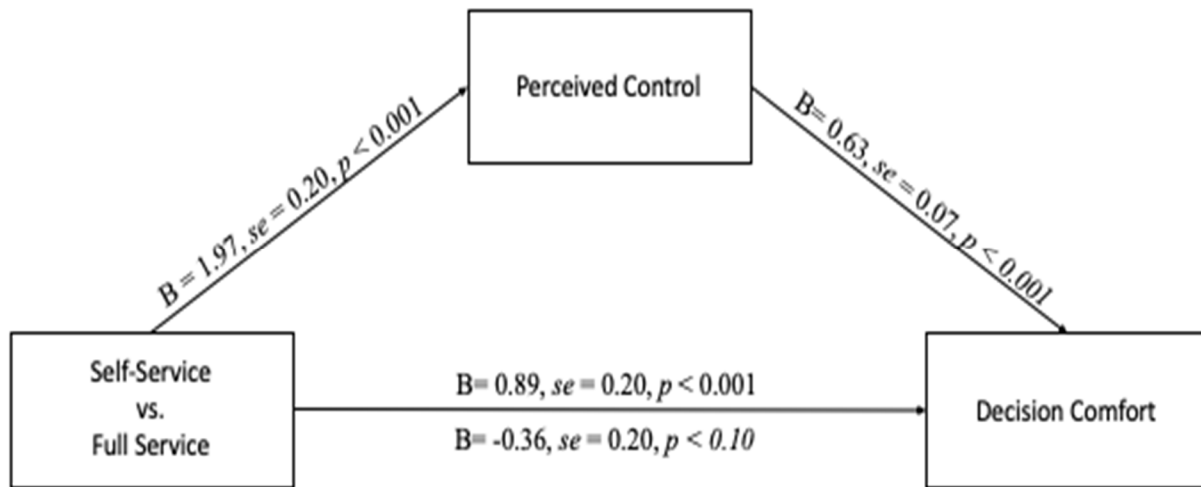 Perceived Control
B = 1.97, se = 0.20, p < 0.001
B= 0.63, se = 0.07, p < 0.001
Self-Service
vs.
Full Service
B= 0.89, se = 0.20, p < 0.001
B= -0.36, se = 0.20, p < 0.10
Decision Comfort